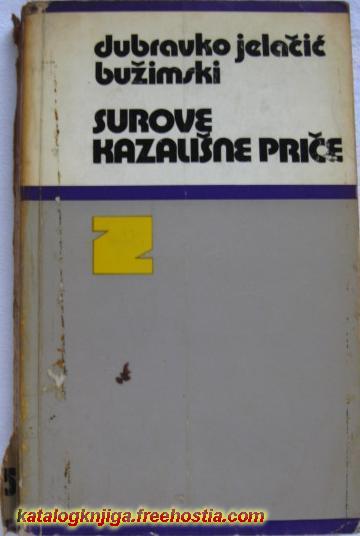 dubravko jelačić
bužimski
SUROVE
KAZALIŠNE PRIČE
Z
katalogknjiga.freehostia.com